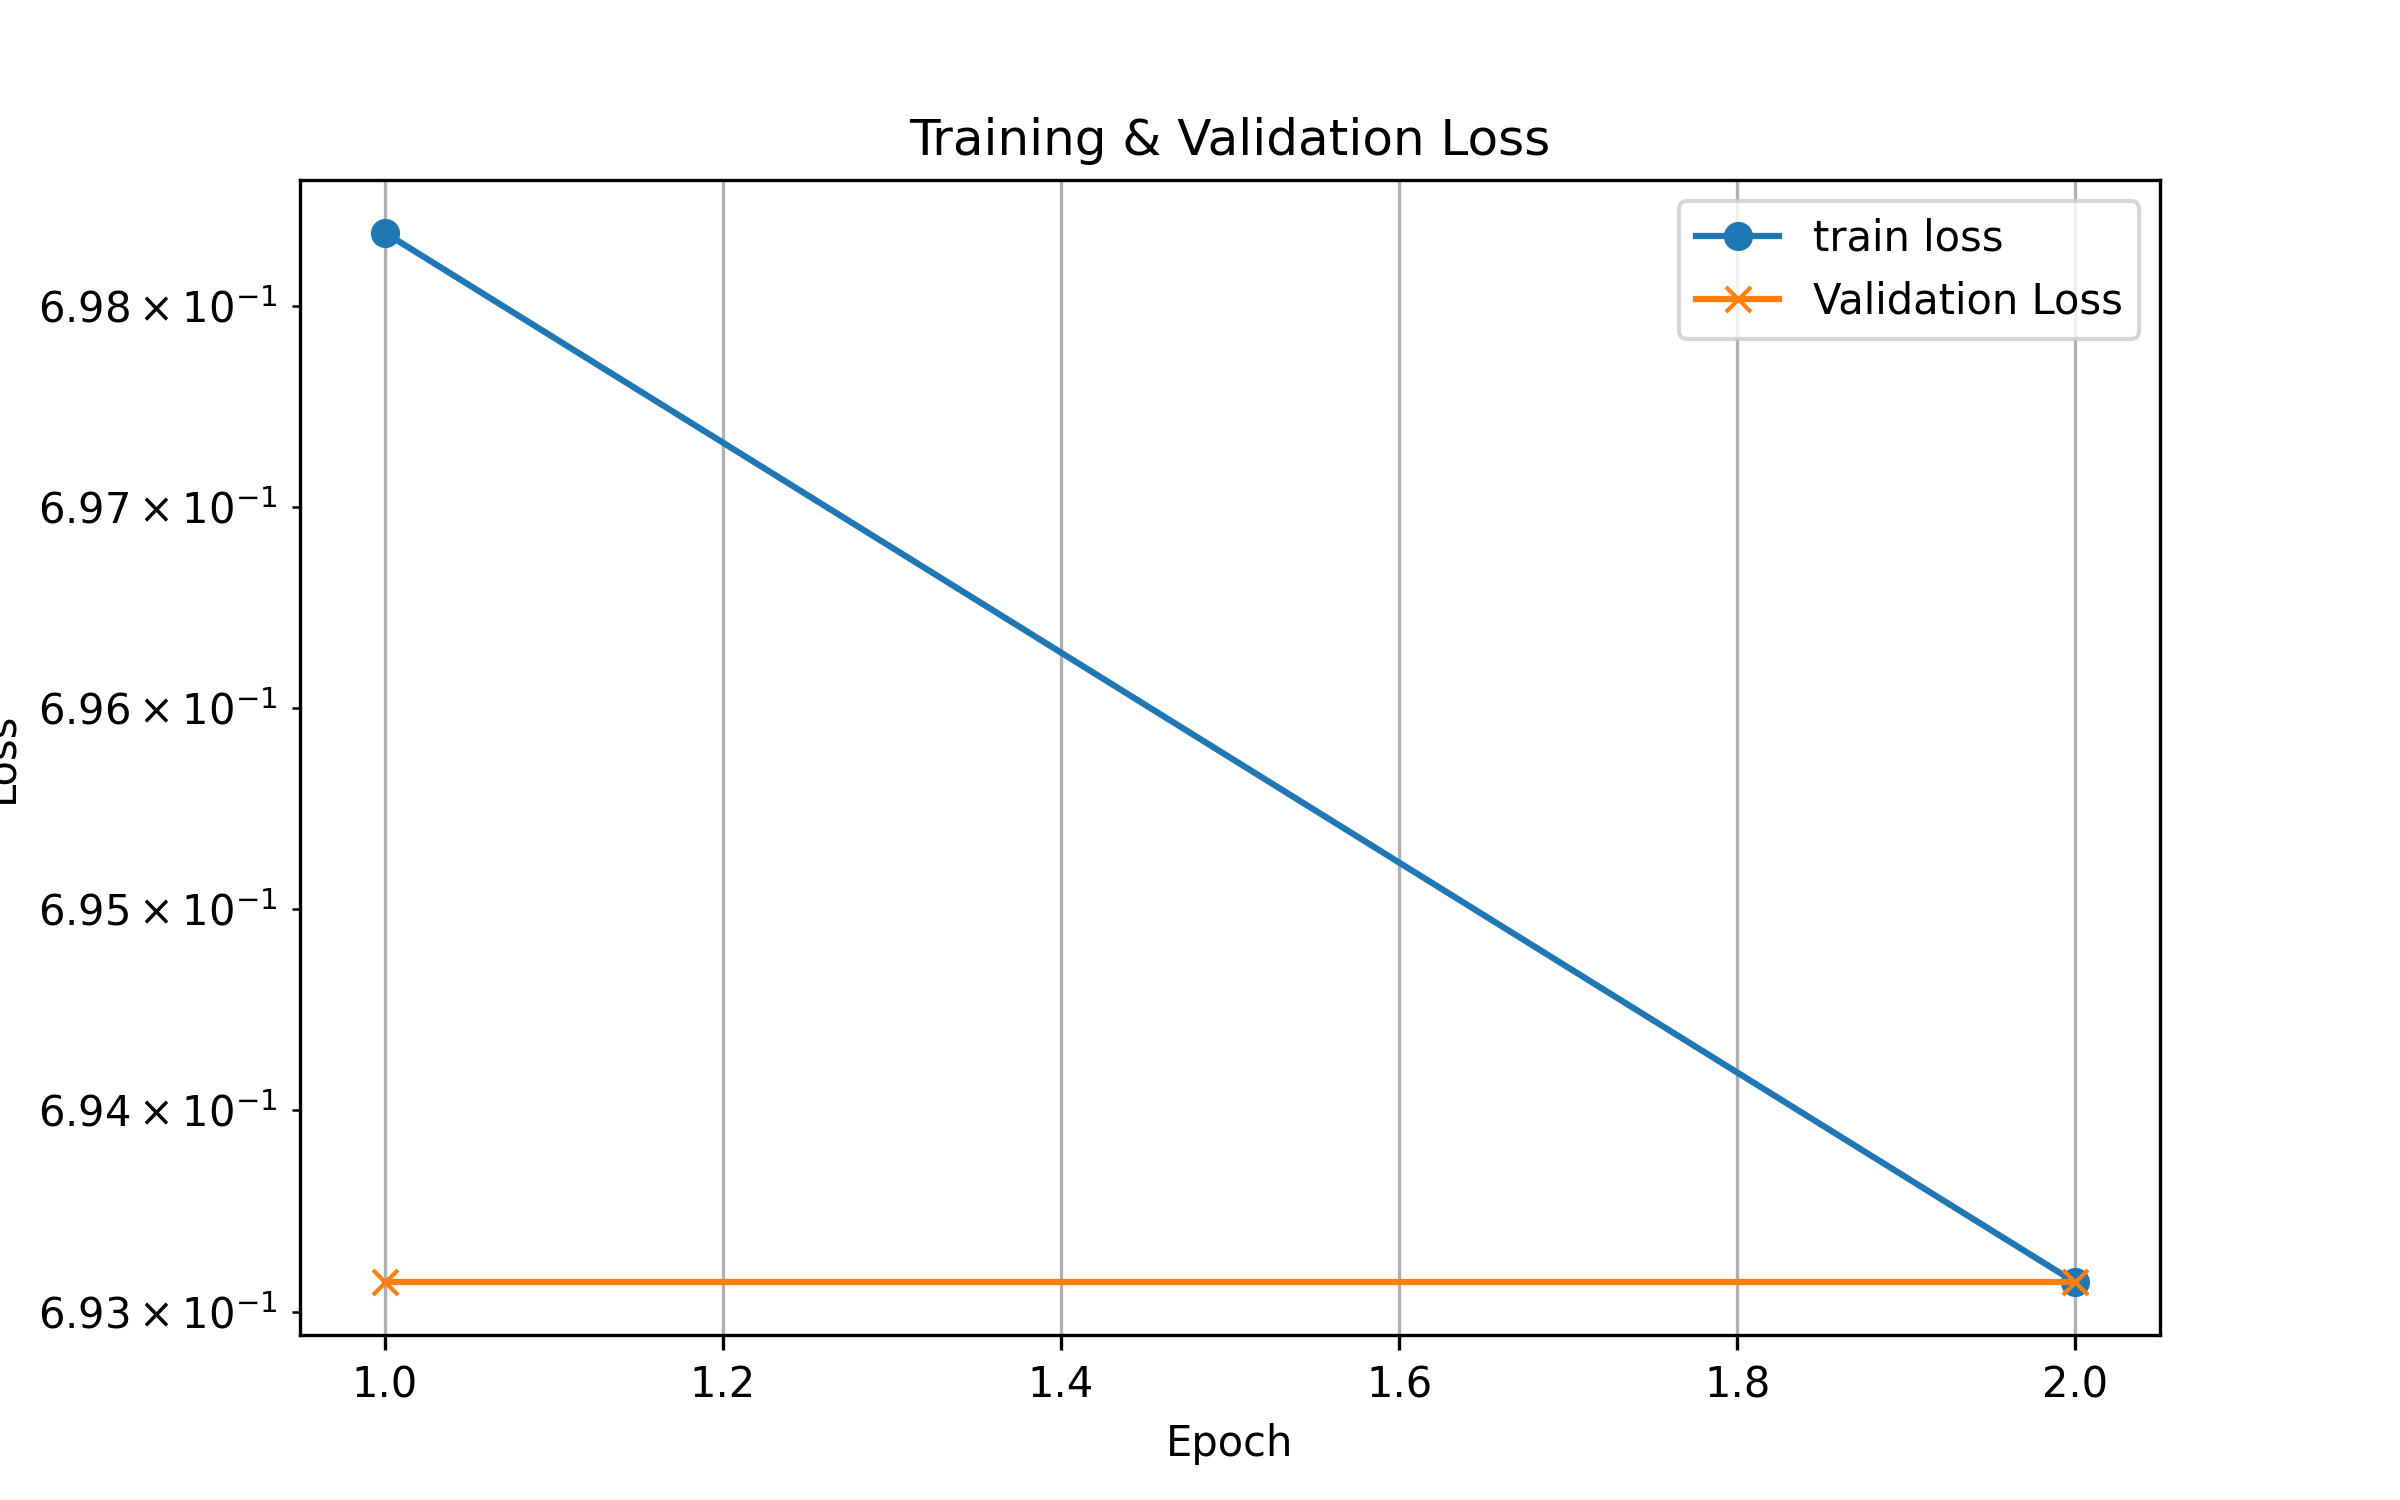 Training & Validation Loss
train loss
Validation Loss
6.98 × 10⁻¹
6.97 × 10⁻¹
6.96 × 10⁻¹
6.95 × 10⁻¹
6.94 × 10⁻¹
6.93 × 10⁻¹
Loss
1.0 1.2 1.4 1.6 1.8 2.0
Epoch